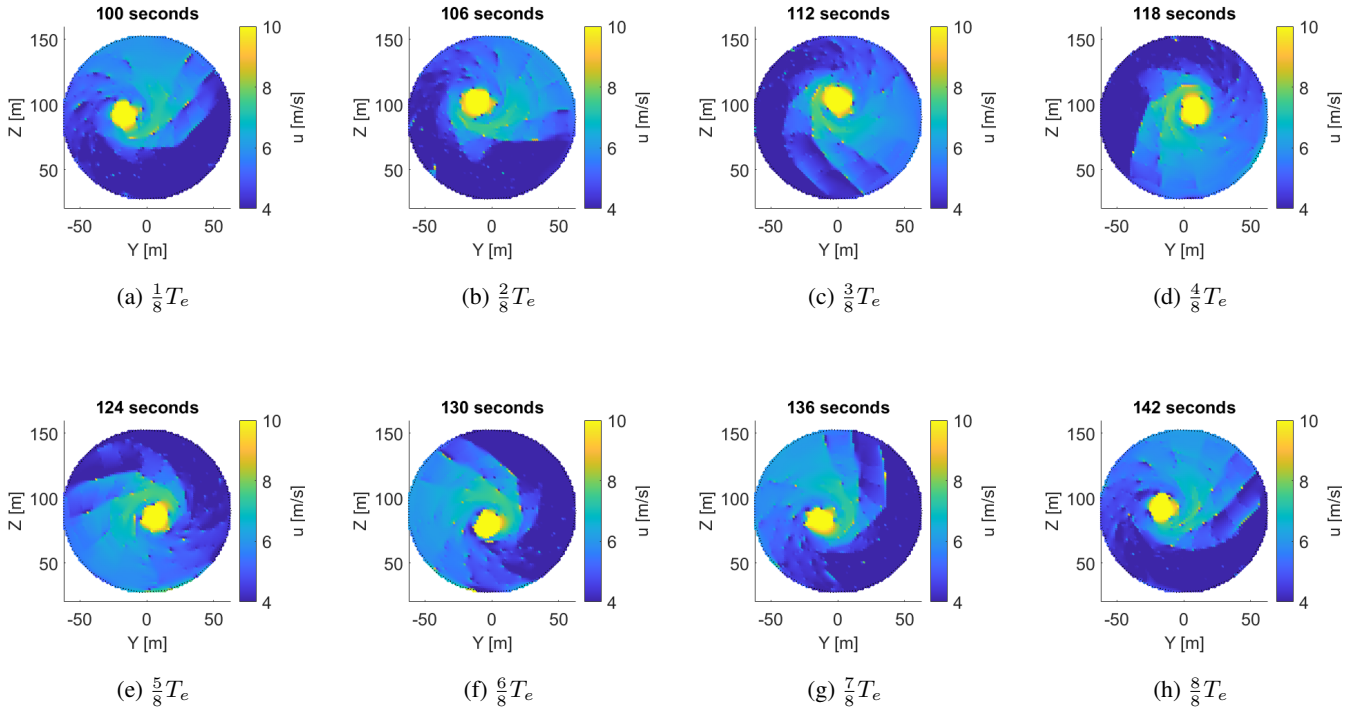 100 seconds
106 seconds
112 seconds
118 seconds
150
100
50
Z [m]
-50 0 50
Y [m]
10
8
6
4
u [m/s]
150
100
50
Z [m]
-50 0 50
Y [m]
10
8
6
4
u [m/s]
150
100
50
Z [m]
-50 0 50
Y [m]
10
8
6
4
u [m/s]
150
100
50
Z [m]
-50 0 50
Y [m]
10
8
6
4
u [m/s]
(a) 1/8 T_e
(b) 2/8 T_e
(c) 3/8 T_e
(d) 4/8 T_e
124 seconds
130 seconds
136 seconds
142 seconds
150
100
50
Z [m]
-50 0 50
Y [m]
10
8
6
4
u [m/s]
150
100
50
Z [m]
-50 0 50
Y [m]
10
8
6
4
u [m/s]
150
100
50
Z [m]
-50 0 50
Y [m]
10
8
6
4
u [m/s]
150
100
50
Z [m]
-50 0 50
Y [m]
10
8
6
4
u [m/s]
(e) 5/8 T_e
(f) 6/8 T_e
(g) 7/8 T_e
(h) 8/8 T_e